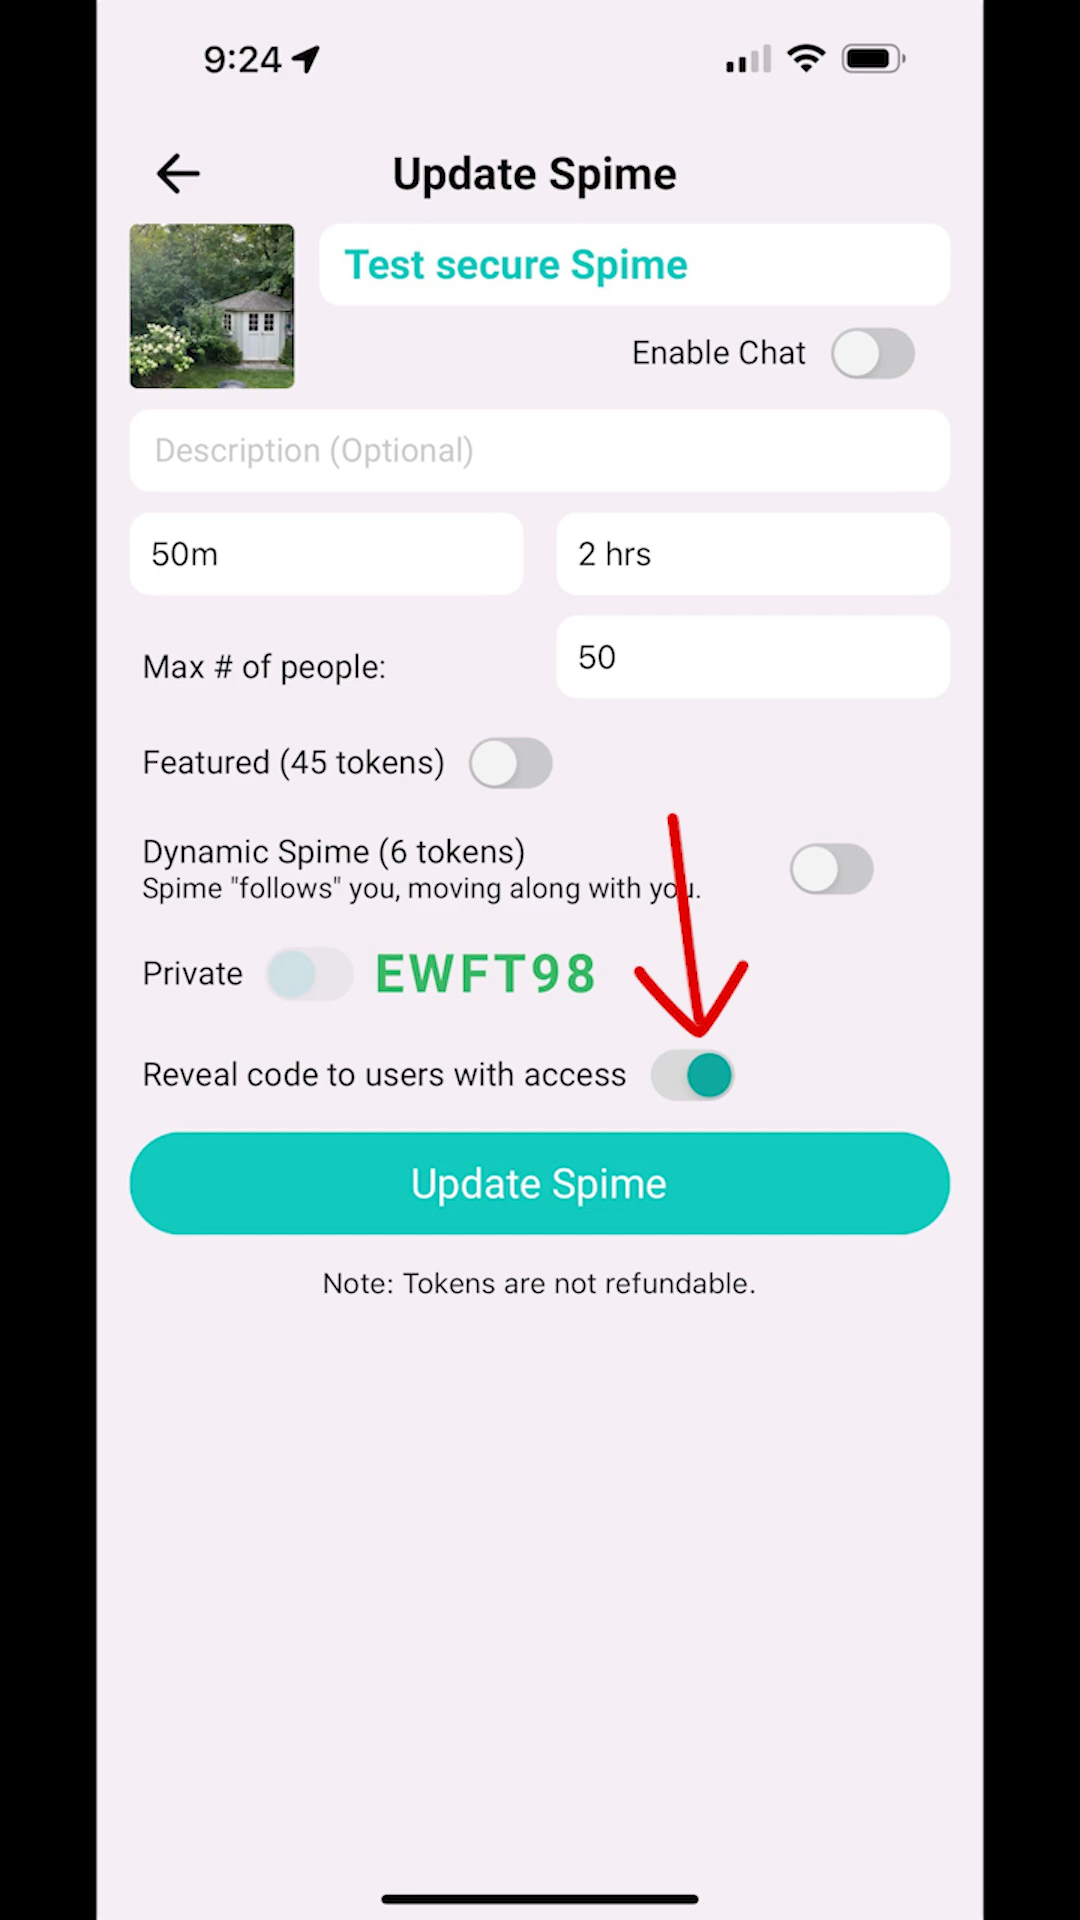 9:24
Update Spime
Test secure Spime
Enable Chat
Description (Optional)
50m
2 hrs
Max # of people:
50
Featured (45 tokens)
Dynamic Spime (6 tokens)
Spime "follows" you, moving along with you.
Private EWFT98
Reveal code to users with access
Update Spime
Note: Tokens are not refundable.